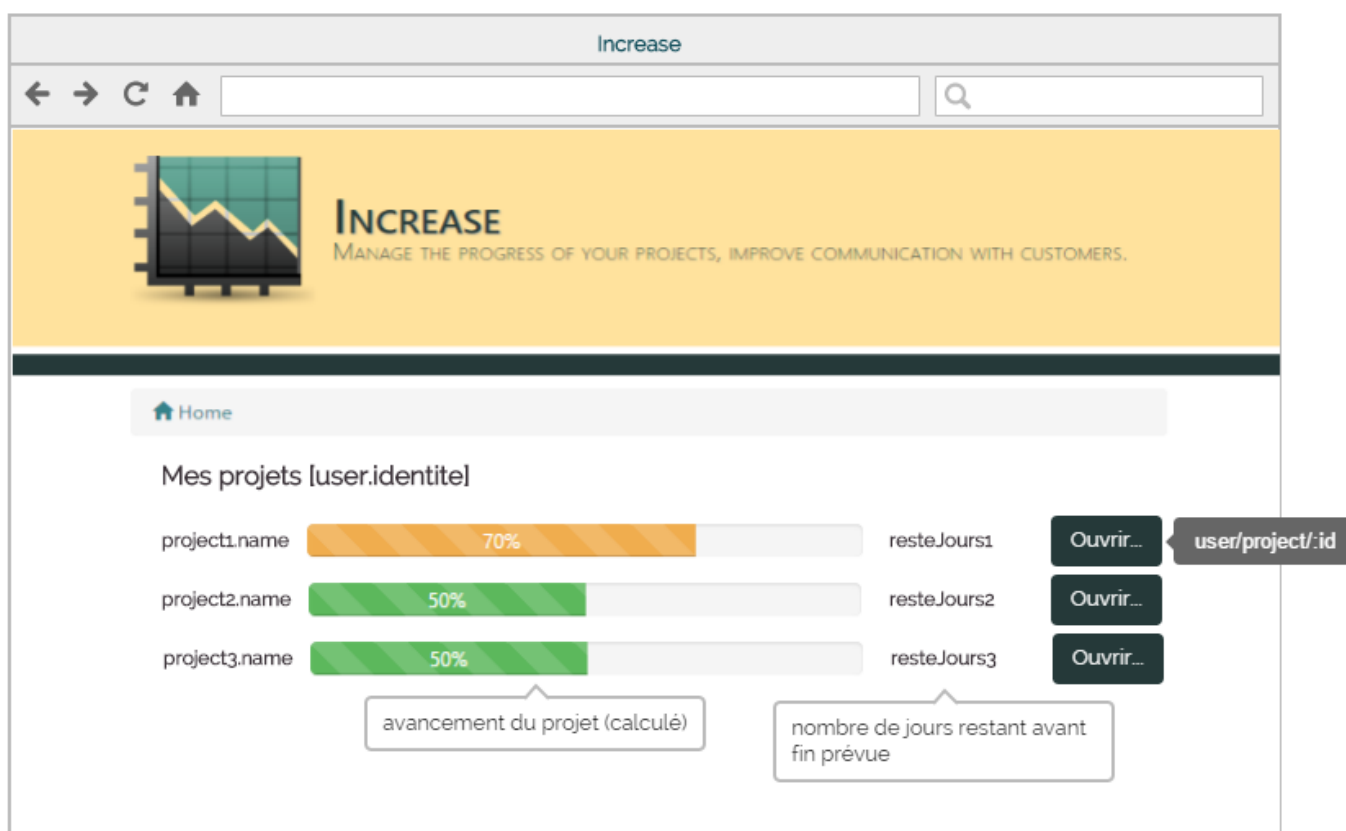 Increase
INCREASE
MANAGE THE PROGRESS OF YOUR PROJECTS, IMPROVE COMMUNICATION WITH CUSTOMERS.
Home
Mes projets [user.identite]
project1.name 70% resteJours1 Ouvrir... user/project/:id
project2.name 50% resteJours2 Ouvrir...
project3.name 50% resteJours3 Ouvrir...
avancement du projet (calculé)
nombre de jours restant avant
fin prévue